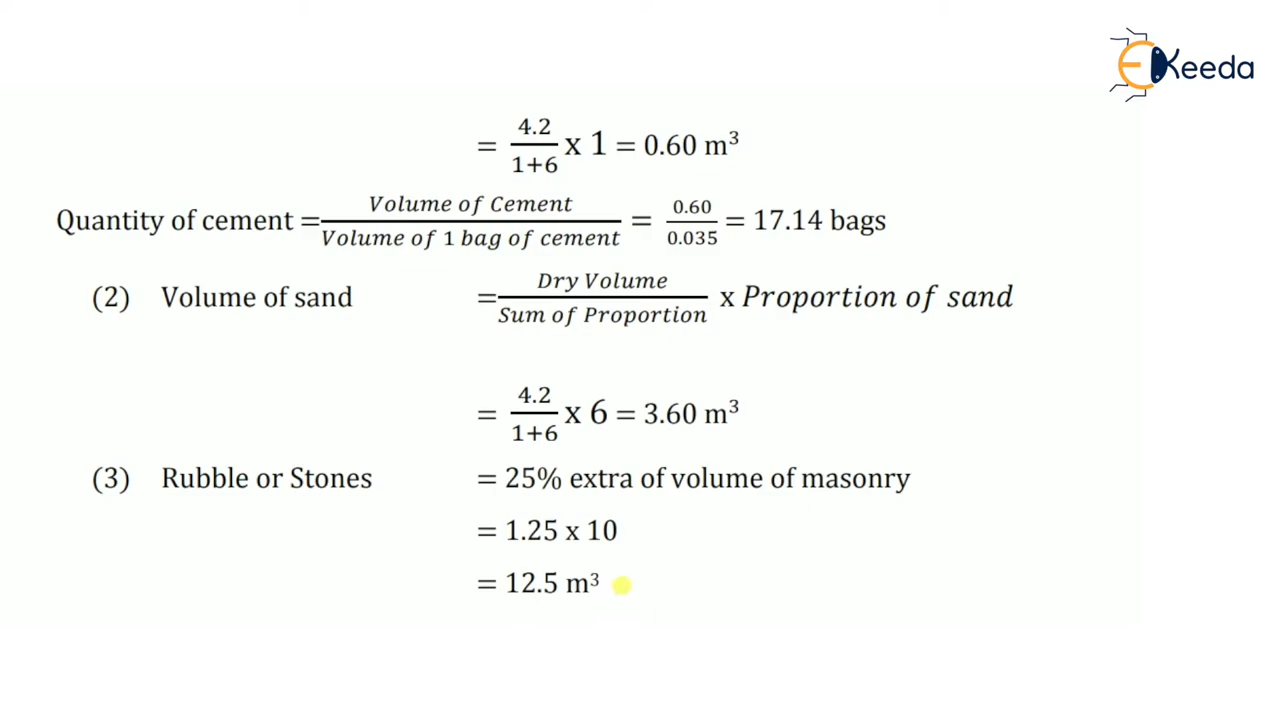 EKeeda
= 4.2/1+6 x 1 = 0.60 m³
Quantity of cement = Volume of Cement/Volume of 1 bag of cement = 0.60/0.035 = 17.14 bags
(2) Volume of sand = Dry Volume/Sum of Proportion x Proportion of sand
= 4.2/1+6 x 6 = 3.60 m³
(3) Rubble or Stones = 25% extra of volume of masonry
= 1.25 x 10
= 12.5 m³